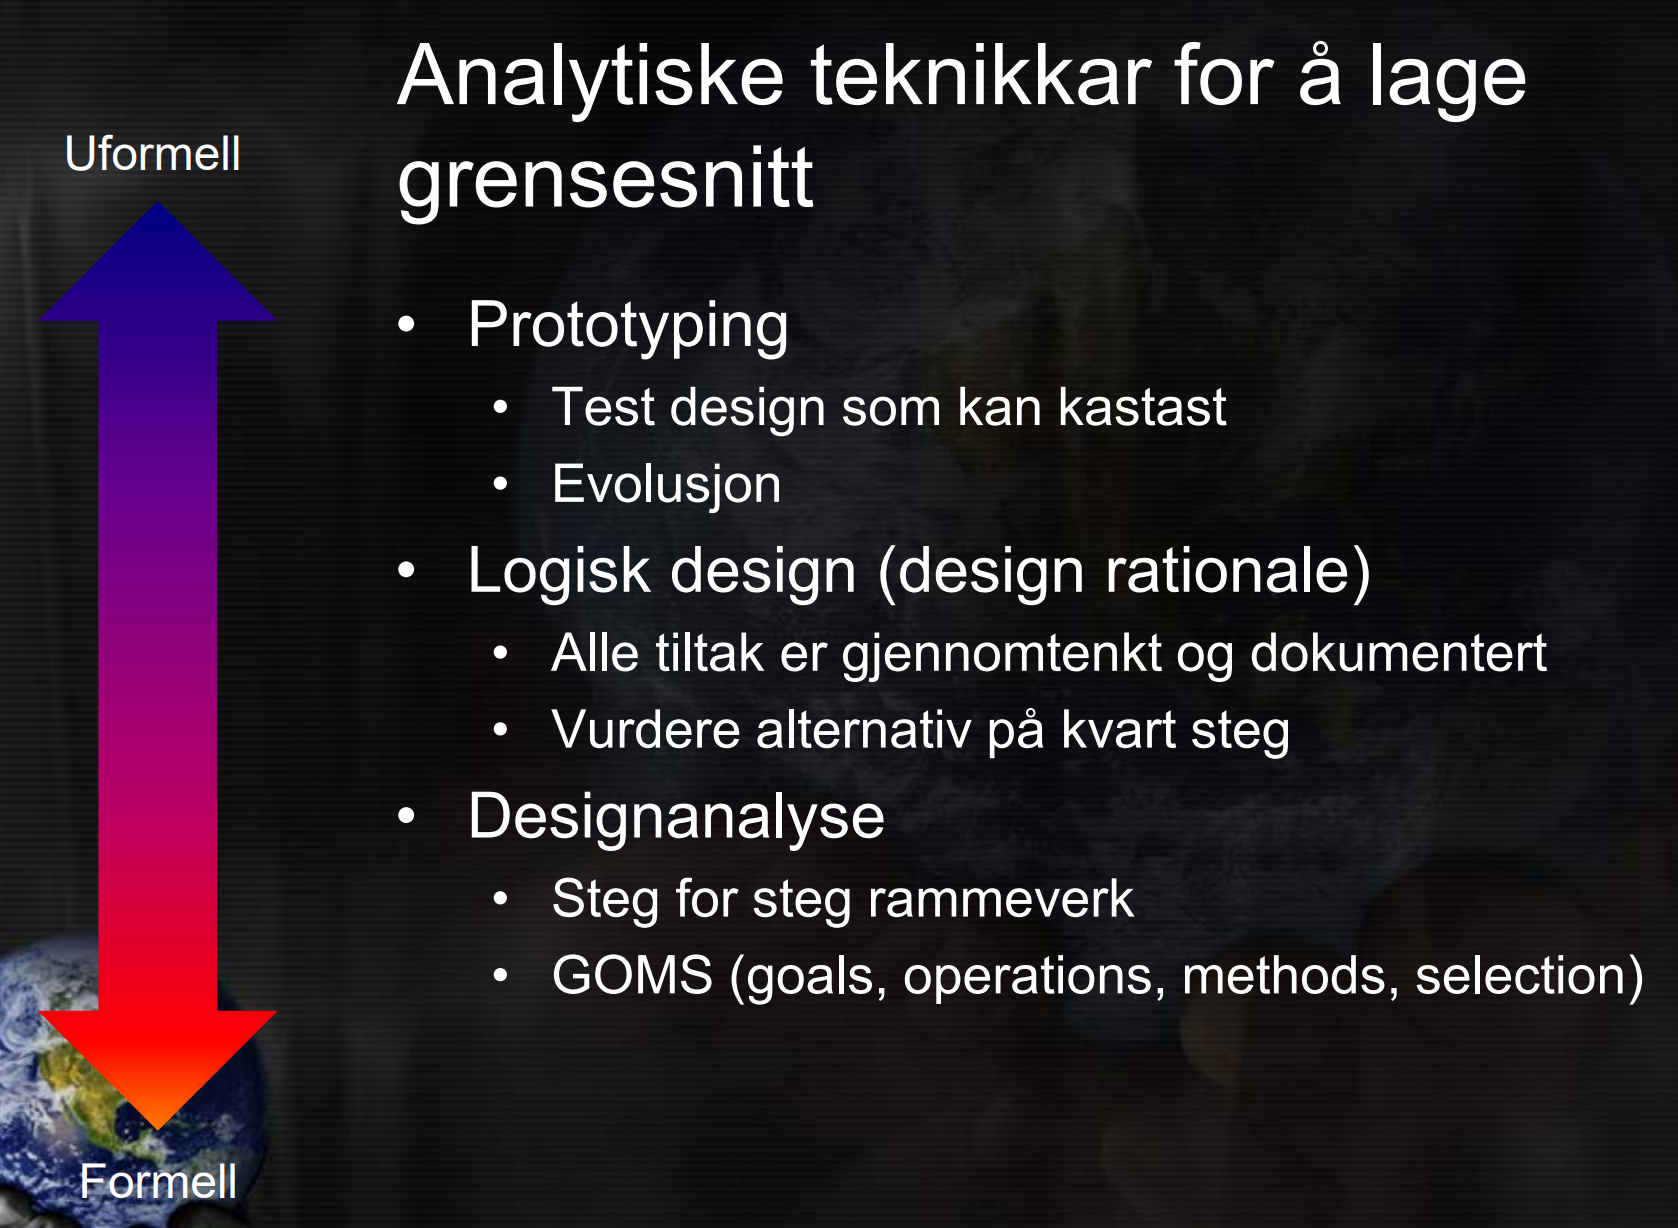 Analytiske teknikkar for å lage
grensesnitt
Uformell
• Prototyping
• Test design som kan kastast
• Evolusjon
• Logisk design (design rationale)
• Alle tiltak er gjennomtenkt og dokumentert
• Vurdere alternativ på kvart steg
• Designanalyse
• Steg for steg rammeverk
• GOMS (goals, operations, methods, selection)
Formell